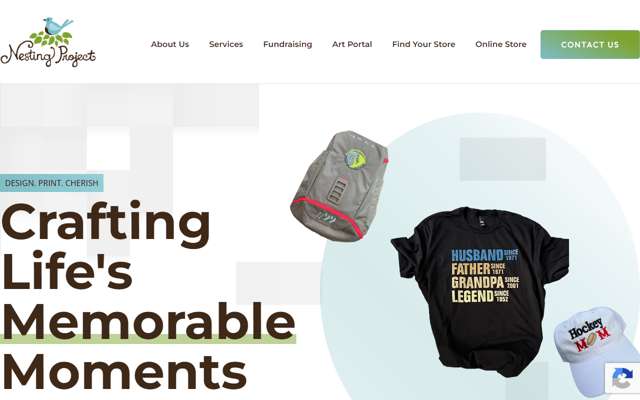 Nesting Project
About Us
Services
Fundraising
Art Portal
Find Your Store
Online Store
CONTACT US
DESIGN. PRINT. CHERISH
Crafting
Life's
Memorable
Moments
HUSBAND SINCE 1971
FATHER SINCE 1971
GRANDPA SINCE 2001
LEGEND SINCE 1952
Hockey
MOM